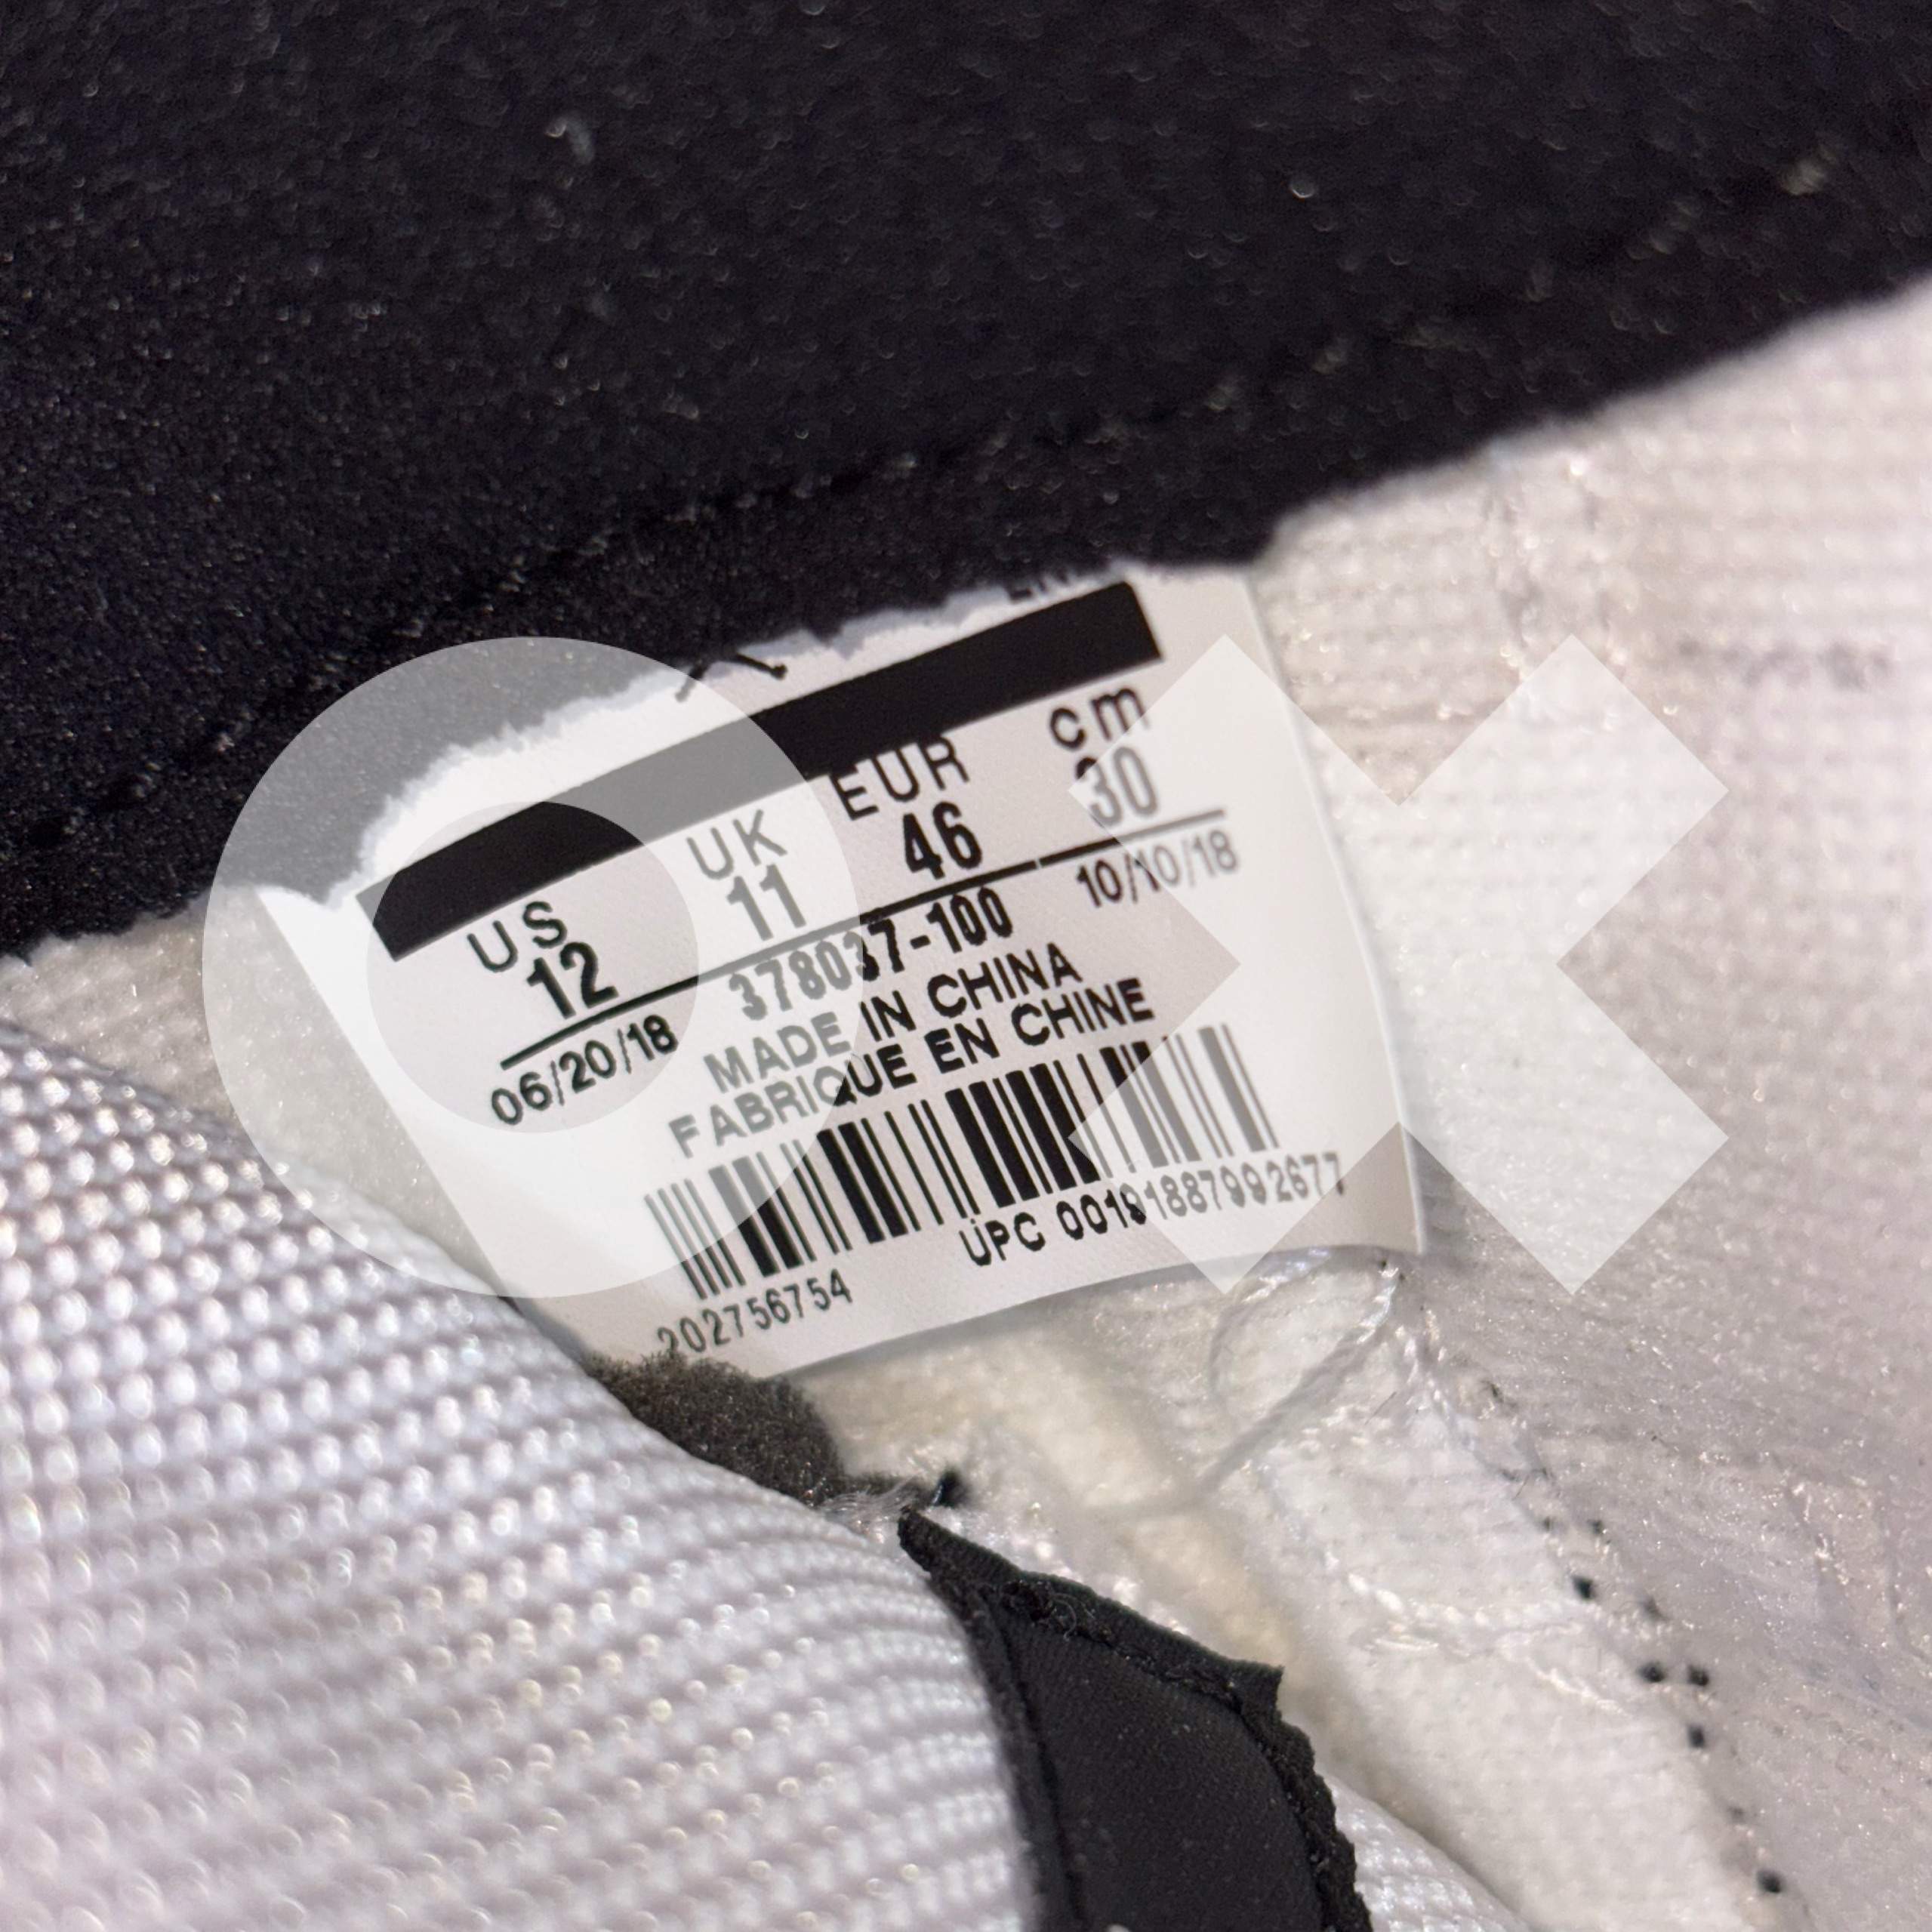 US UK EUR cm
12 11 46 30
06/20/18 378037-100 10/10/18
MADE IN CHINA
FABRIQUE EN CHINE
202756754 UPC 00191887992677
OX